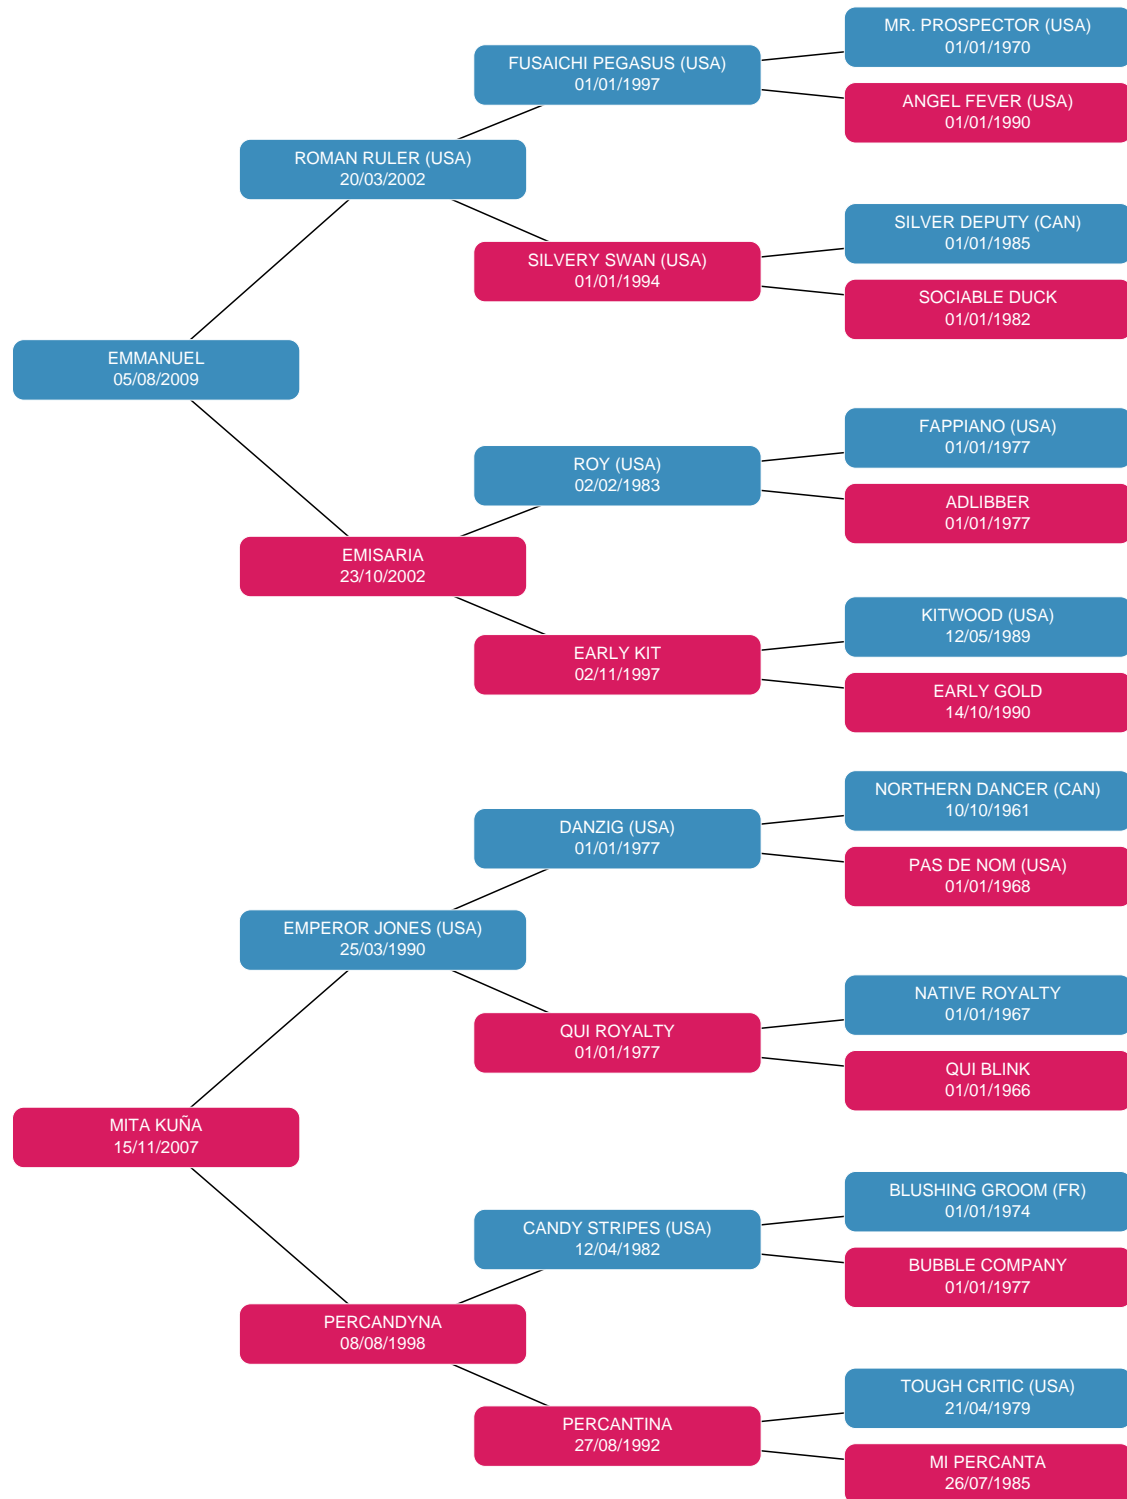 MR. PROSPECTOR (USA)
01/01/1970
FUSAICHI PEGASUS (USA)
01/01/1997
ANGEL FEVER (USA)
01/01/1990
ROMAN RULER (USA)
20/03/2002
SILVER DEPUTY (CAN)
01/01/1985
SILVERY SWAN (USA)
01/01/1994
SOCIABLE DUCK
01/01/1982
EMMANUEL
05/08/2009
FAPPIANO (USA)
01/01/1977
ROY (USA)
02/02/1983
ADLIBBER
01/01/1977
EMISARIA
23/10/2002
KITWOOD (USA)
12/05/1989
EARLY KIT
02/11/1997
EARLY GOLD
14/10/1990
NORTHERN DANCER (CAN)
10/10/1961
DANZIG (USA)
01/01/1977
PAS DE NOM (USA)
01/01/1968
EMPEROR JONES (USA)
25/03/1990
NATIVE ROYALTY
01/01/1967
QUI ROYALTY
01/01/1977
QUI BLINK
01/01/1966
MITA KUÑA
15/11/2007
BLUSHING GROOM (FR)
01/01/1974
CANDY STRIPES (USA)
12/04/1982
BUBBLE COMPANY
01/01/1977
PERCANDYNA
08/08/1998
TOUGH CRITIC (USA)
21/04/1979
PERCANTINA
27/08/1992
MI PERCANTA
26/07/1985